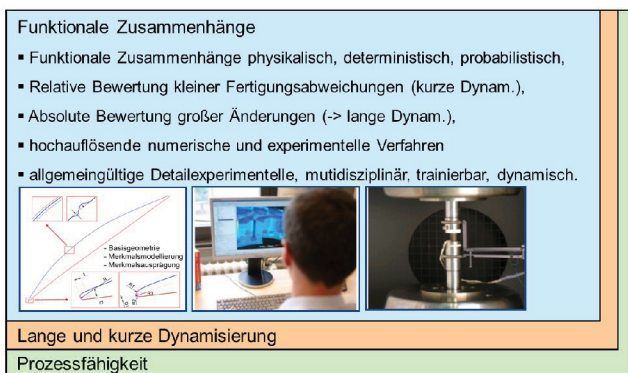 Funktionale Zusammenhänge
▪ Funktionale Zusammenhänge physikalisch, deterministisch, probabilistisch,
▪ Relative Bewertung kleiner Fertigungsabweichungen (kurze Dynam.),
▪ Absolute Bewertung großer Änderungen (-> lange Dynam.),
▪ hochauflösende numerische und experimentelle Verfahren
▪ allgemeingültige Detailexperimentelle, mutidisziplinär, trainierbar, dynamisch.
- Basisgeometrie
- Merkmalsmodellierung
- Merkmalsausprägung
Lange und kurze Dynamisierung
Prozessfähigkeit